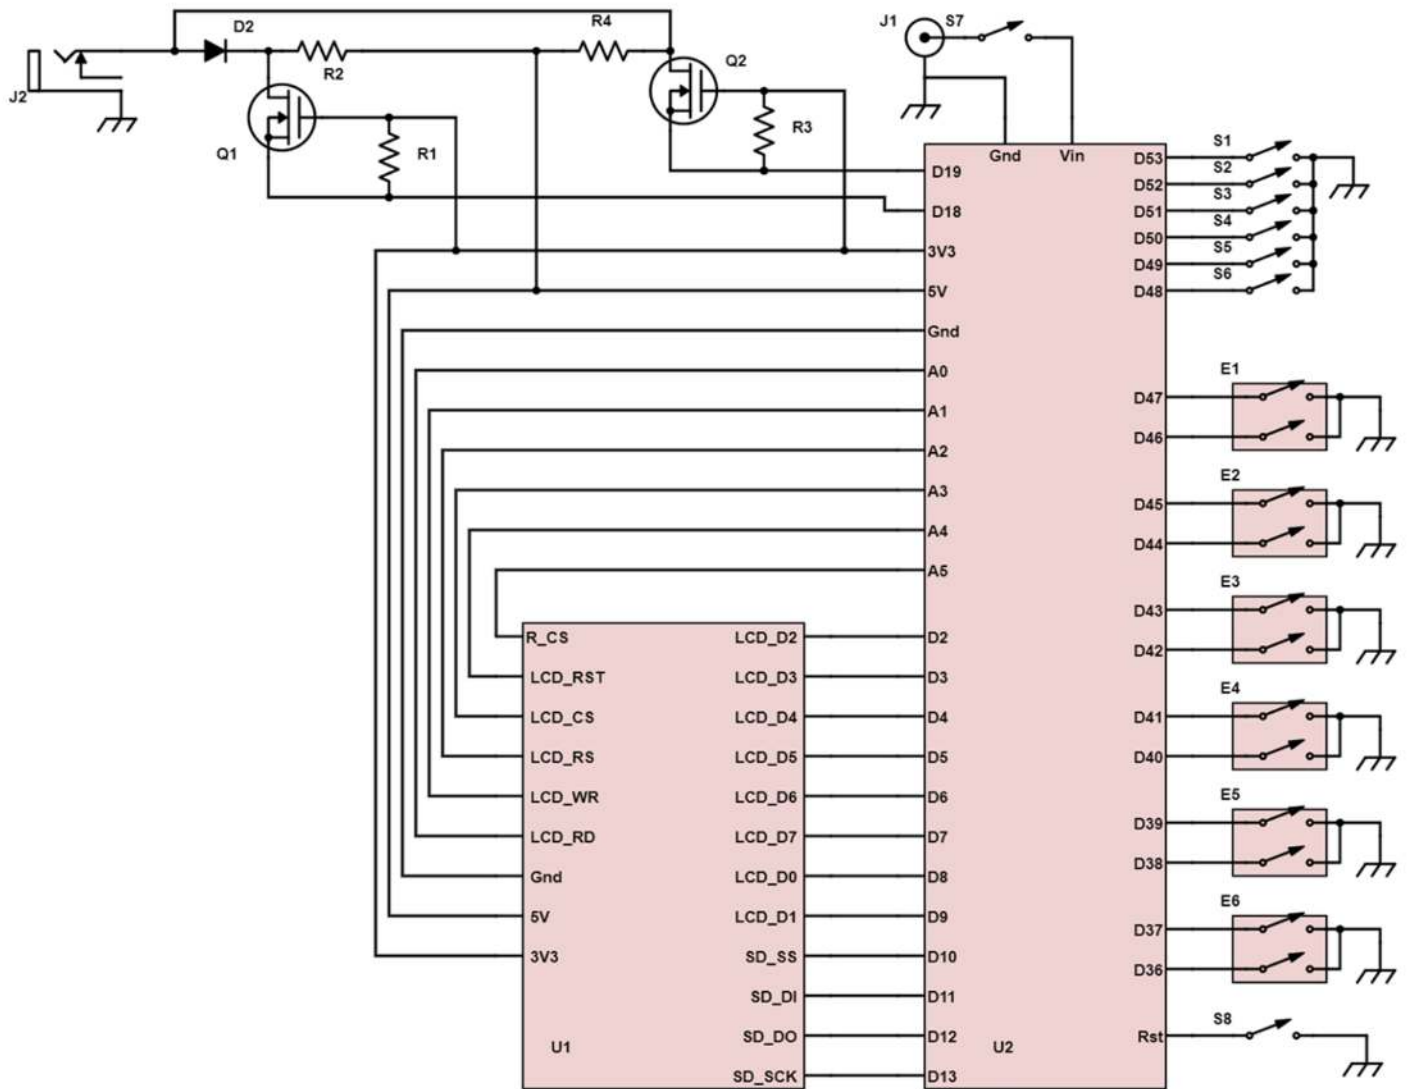 D2
R4
J1 S7
R2
Q2
J2
R3
Q1
R1
Gnd Vin
D19
D18
3V3
5V
Gnd
A0
A1
A2
A3
A4
A5
D53 S1
D52 S2
D51 S3
D50 S4
D49 S5
D48 S6
E1
D47
D46
E2
D45
D44
E3
D43
D42
E4
D41
D40
E5
D39
D38
E6
D37
D36
S8
Rst
R_CS LCD_D2 D2
LCD_RST LCD_D3 D3
LCD_CS LCD_D4 D4
LCD_RS LCD_D5 D5
LCD_WR LCD_D6 D6
LCD_RD LCD_D7 D7
Gnd LCD_D0 D8
5V LCD_D1 D9
3V3 SD_SS D10
SD_DI D11
SD_DO D12
U1 U2
SD_SCK D13